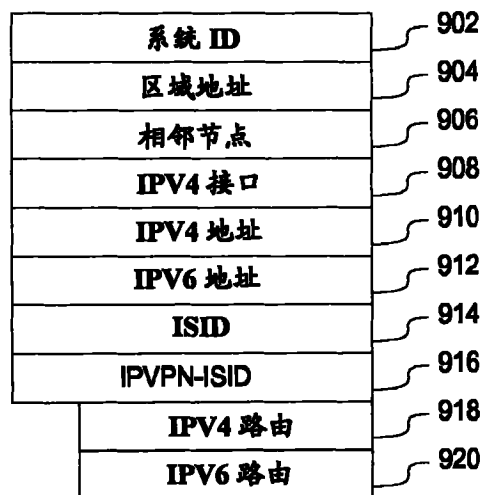 系统 ID 902
区域地址 904
相邻节点 906
IPV4 接口 908
IPV4 地址 910
IPV6 地址 912
ISID 914
IPVPN-ISID 916
IPV4 路由 918
IPV6 路由 920